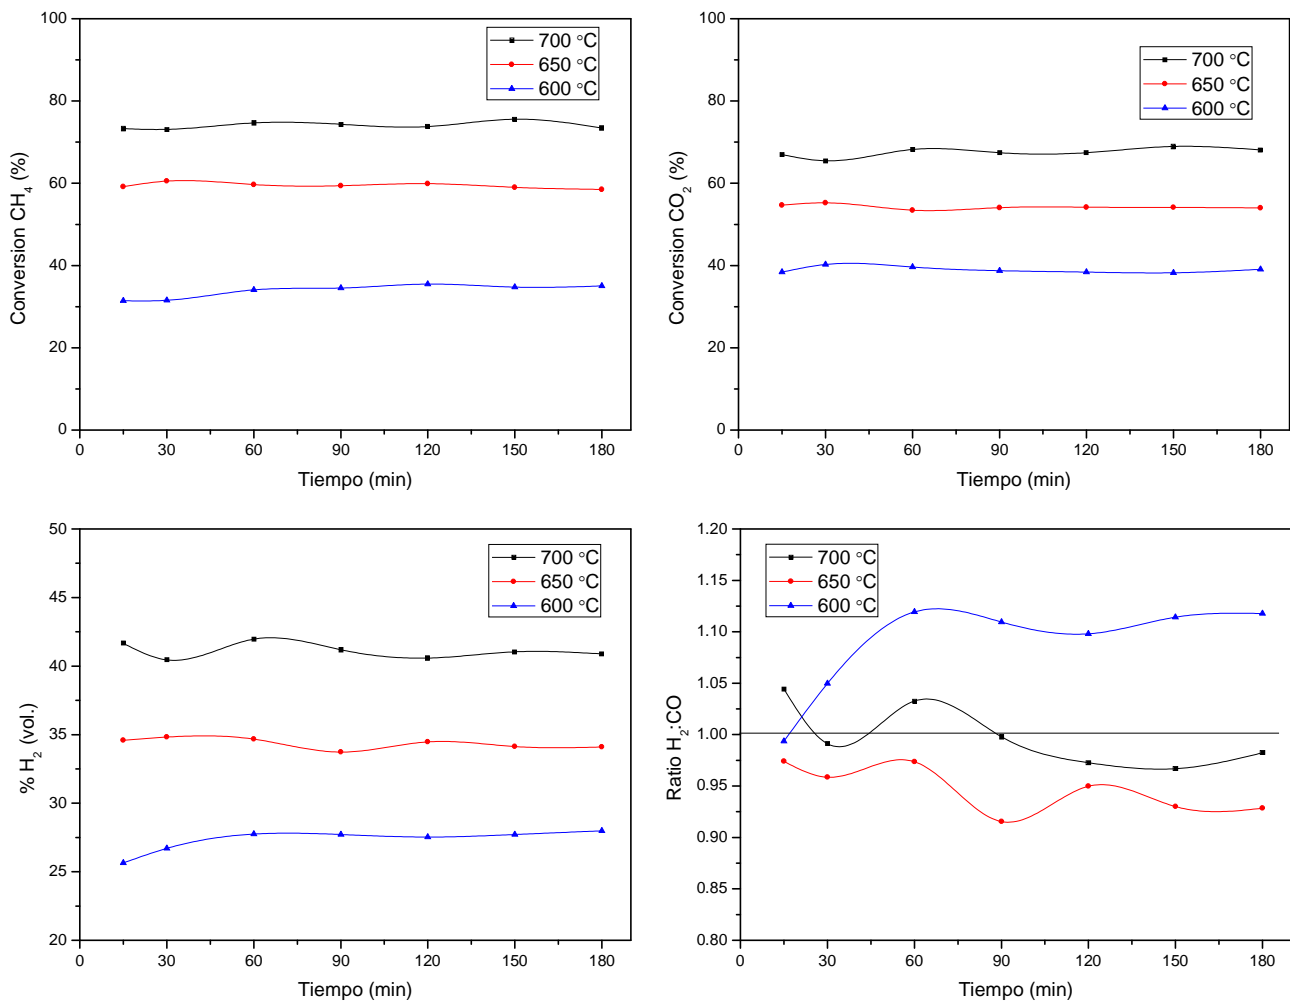 100
80
60
40
20
0
Conversion CH4 (%)
700 °C
650 °C
600 °C
0 30 60 90 120 150 180
Tiempo (min)
100
80
60
40
20
0
Conversion CO2 (%)
700 °C
650 °C
600 °C
0 30 60 90 120 150 180
Tiempo (min)
50
45
40
35
30
25
20
% H2 (vol.)
700 °C
650 °C
600 °C
0 30 60 90 120 150 180
Tiempo (min)
1.20
1.15
1.10
1.05
1.00
0.95
0.90
0.85
0.80
Ratio H2:CO
700 °C
650 °C
600 °C
0 30 60 90 120 150 180
Tiempo (min)